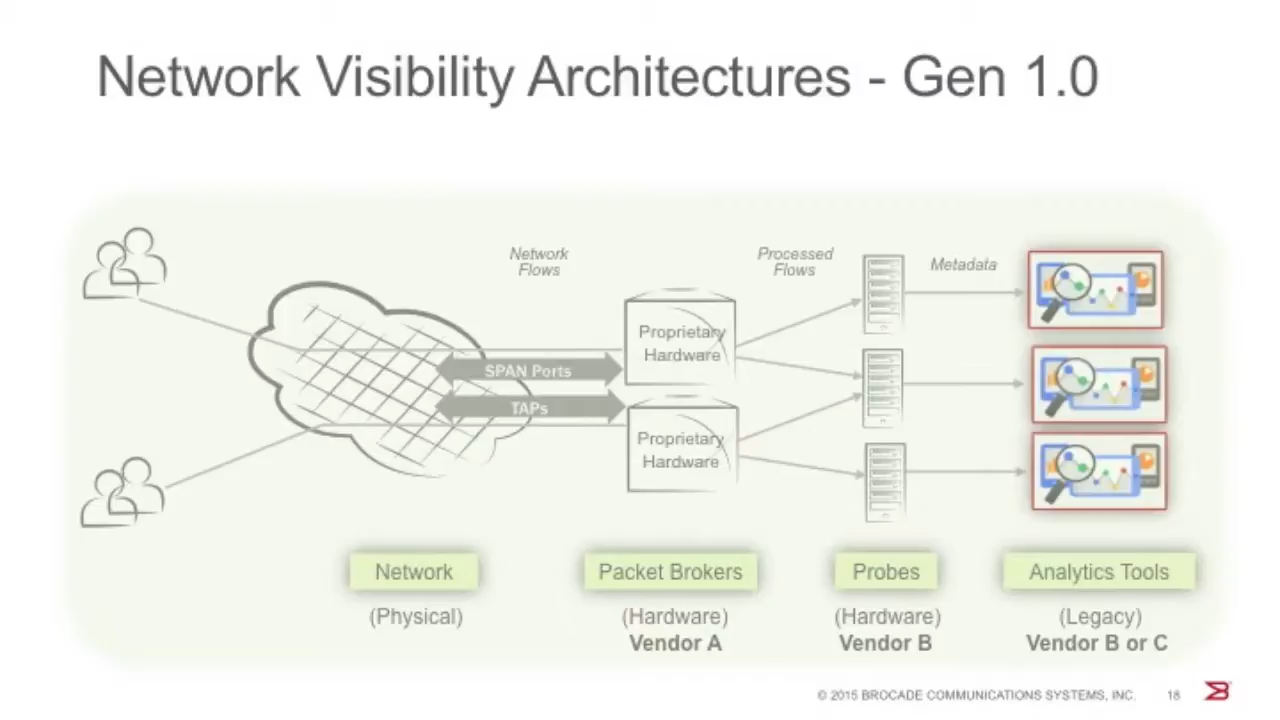 Network Visibility Architectures - Gen 1.0
Network
Flows
Processed
Flows
Metadata
Proprietary
Hardware
SPAN Ports
TAPs
Proprietary
Hardware
Network
Packet Brokers
Probes
Analytics Tools
(Physical)
(Hardware)
Vendor A
(Hardware)
Vendor B
(Legacy)
Vendor B or C
© 2015 BROCADE COMMUNICATIONS SYSTEMS, INC.
18